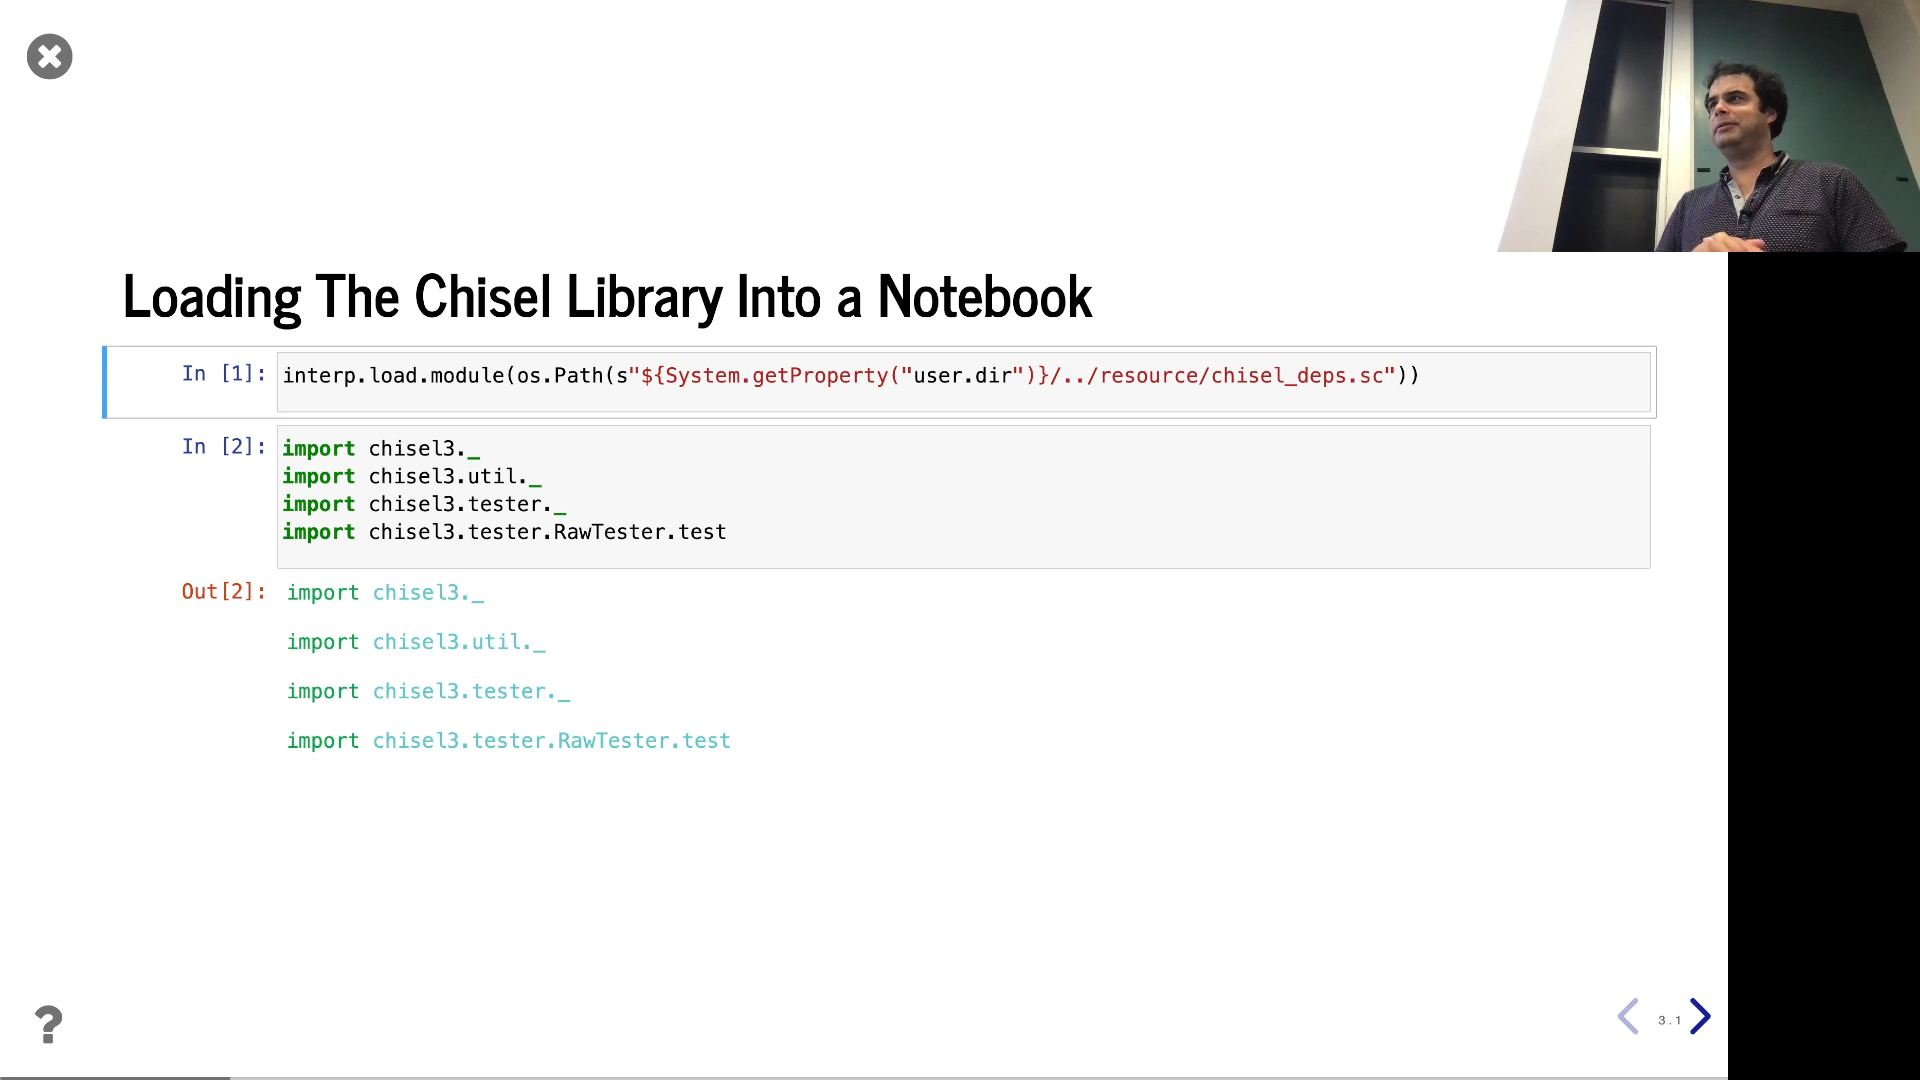 Loading The Chisel Library Into a Notebook
In [1]: interp.load.module(os.Path(s"${System.getProperty("user.dir")}/../resource/chisel_deps.sc"))
In [2]: import chisel3._
import chisel3.util._
import chisel3.tester._
import chisel3.tester.RawTester.test
Out[2]: import chisel3._
import chisel3.util._
import chisel3.tester._
import chisel3.tester.RawTester.test
?
3.1